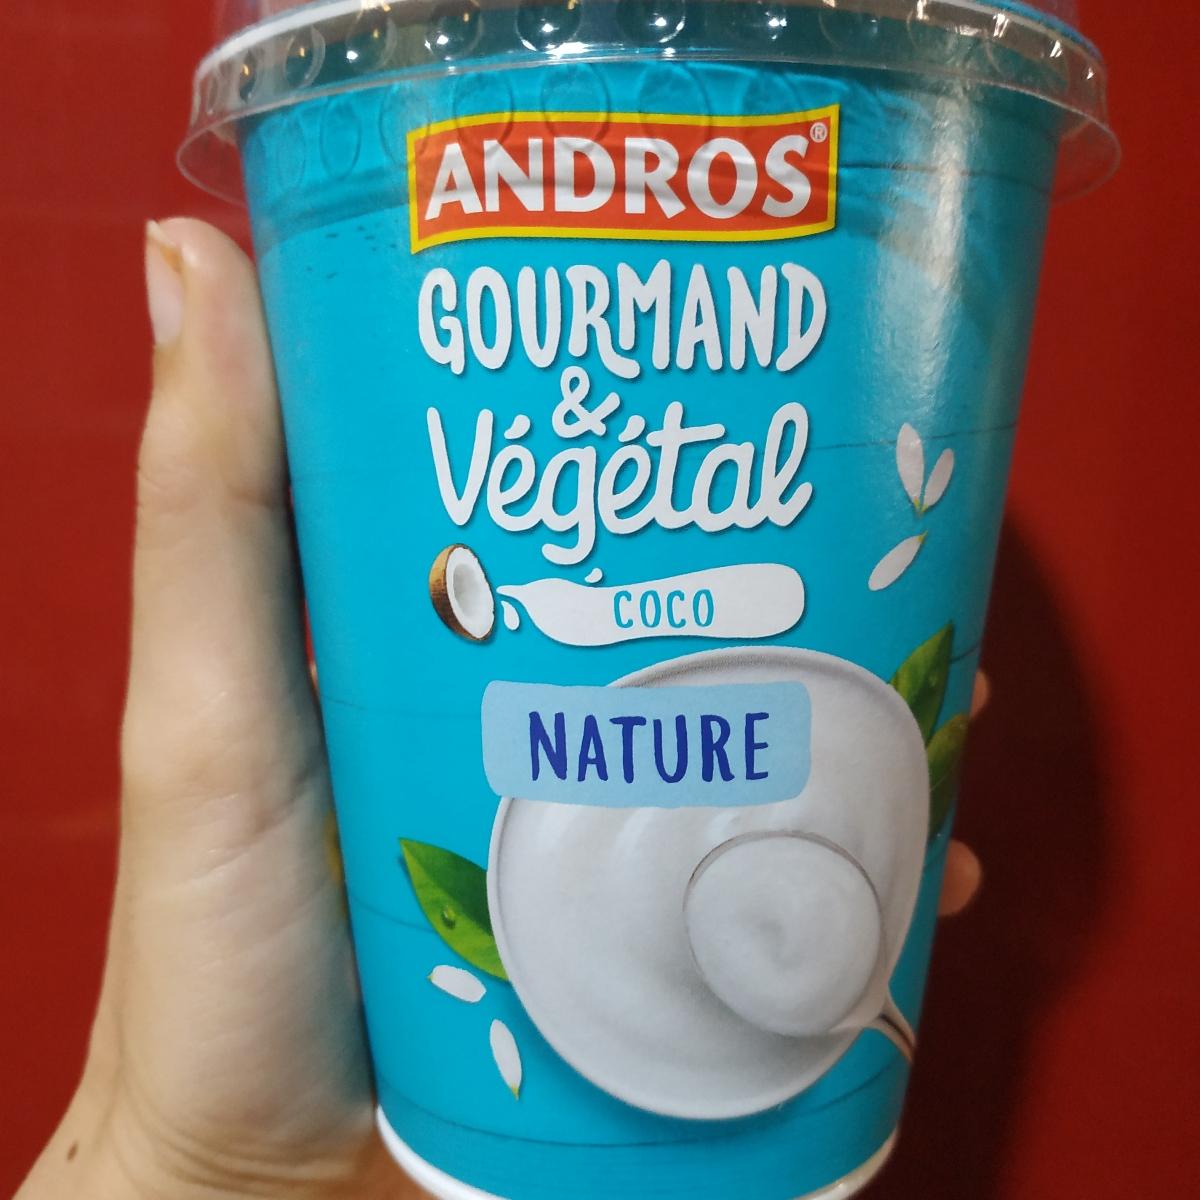 ANDROS®
GOURMAND
&
Végétal
COCO
NATURE